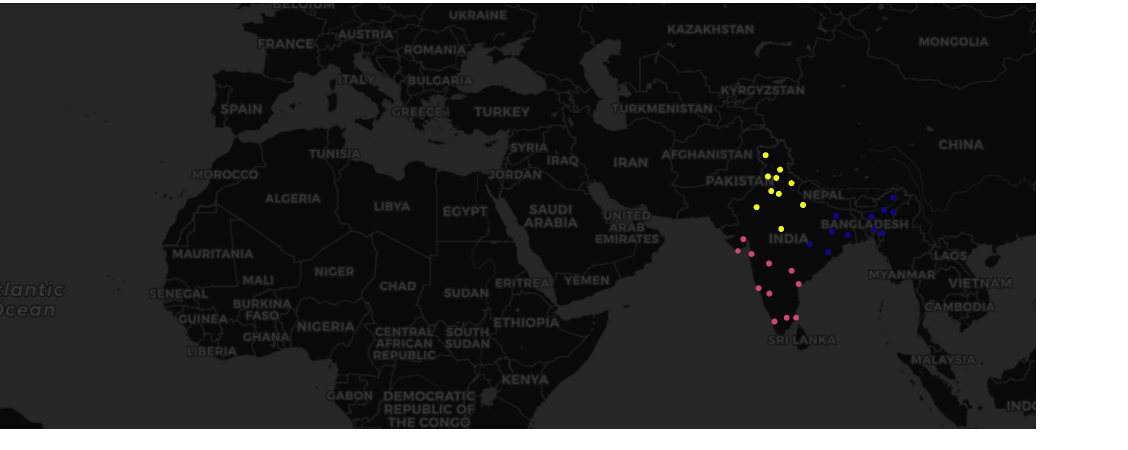 BELGIUM
UKRAINE
KAZAKHSTAN
AUSTRIA
FRANCE
MONGOLIA
ROMANIA
ITALY
BULGARIA
KYRGYZSTAN
SPAIN
GREECE
TURKEY
TURKMENISTAN
CHINA
SYRIA
TUNISIA
AFGHANISTAN
IRAQ
IRAN
MOROCCO
JORDAN
PAKISTAN
ALGERIA
NEPAL
LIBYA
EGYPT
SAUDI
ARABIA
UNITED
ARAB
EMIRATES
BANGLADESH
INDIA
MAURITANIA
LAOS
NIGER
MYANMAR
MALI
CHAD
ERITREA
YEMEN
VIETNAM
lantic
Ocean
SENEGAL
SUDAN
BURKINA
FASO
CAMBODIA
GUINEA
NIGERIA
ETHIOPIA
GHANA
CENTRAL
AFRICAN
REPUBLIC
SOUTH
SUDAN
SRI LANKA
LIBERIA
MALAYSIA
KENYA
GABON
DEMOCRATIC
REPUBLIC OF
THE CONGO
INDO